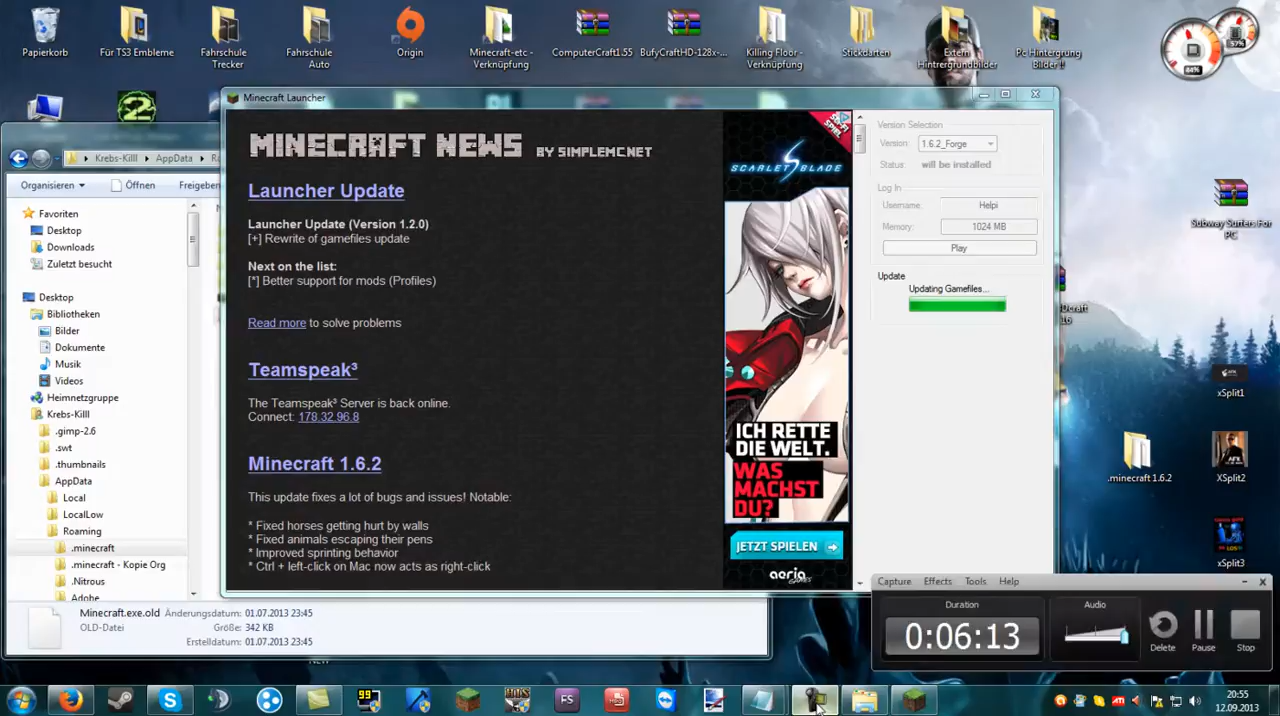 Papierkorb
Für TS3 Embleme
Fahrschule
Trecker
Fahrschule
Auto
Origin
Minecraft-etc -
Verknüpfung
ComputerCraft1.55
BufyCraftHD-128x-...
Killing Floor -
Verknüpfung
Stickdarten
Extern
Hintrergrundbilder
Pc Hintergrung
Bilder !!
57%
Minecraft Launcher
Krebs-Killl
AppData
Organisieren
Öffnen
Freigeben
Favoriten
Desktop
Downloads
Zuletzt besucht
Desktop
Bibliotheken
Bilder
Dokumente
Musik
Videos
Heimnetzgruppe
Krebs-Killl
.gimp-2.6
.swt
.thumbnails
AppData
Local
LocalLow
Roaming
.minecraft
.minecraft - Kopie Org
.Nitrous
Adobe
Minecraft.exe.old Änderungsdatum: 01.07.2013 23:45
OLD-Datei Größe: 342 KB
Erstelldatum: 01.07.2013 23:45
MINECRAFT NEWS BY SIMPLEMC.NET
Launcher Update
Launcher Update (Version 1.2.0)
[+] Rewrite of gamefiles update
Next on the list:
[*] Better support for mods (Profiles)
Read more to solve problems
Teamspeak³
The Teamspeak³ Server is back online.
Connect: 178.32.96.8
Minecraft 1.6.2
This update fixes a lot of bugs and issues! Notable:
* Fixed horses getting hurt by walls
* Fixed animals escaping their pens
* Improved sprinting behavior
* Ctrl + left-click on Mac now acts as right-click
SCARLET BLADE
ICH RETTE
DIE WELT.
WAS
MACHST
DU?
JETZT SPIELEN
aeria
GAMES
Version Selection
Version: 1.6.2_Forge
Status: will be installed
Log In
Username: Helpi
Memory: 1024 MB
Play
Update
Updating Gamefiles...
Subway Surfers For
PC
xSplit1
.minecraft 1.6.2
XSplit2
xSplit3
Capture Effects Tools Help
Duration
0:06:13
Audio
Delete
Pause
Stop
99
FS
20:55
12.09.2013